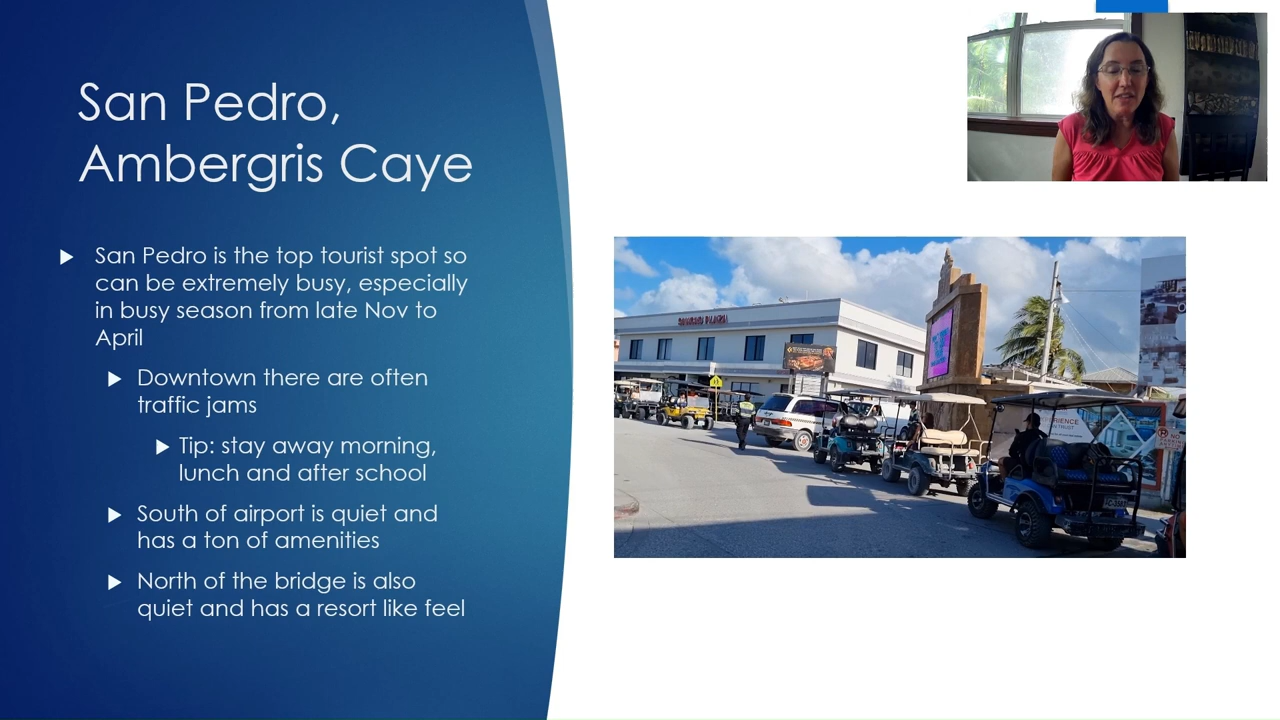 San Pedro,
Ambergris Caye
San Pedro is the top tourist spot so
can be extremely busy, especially
in busy season from late Nov to
April
Downtown there are often
traffic jams
Tip: stay away morning,
lunch and after school
South of airport is quiet and
has a ton of amenities
North of the bridge is also
quiet and has a resort like feel
NO